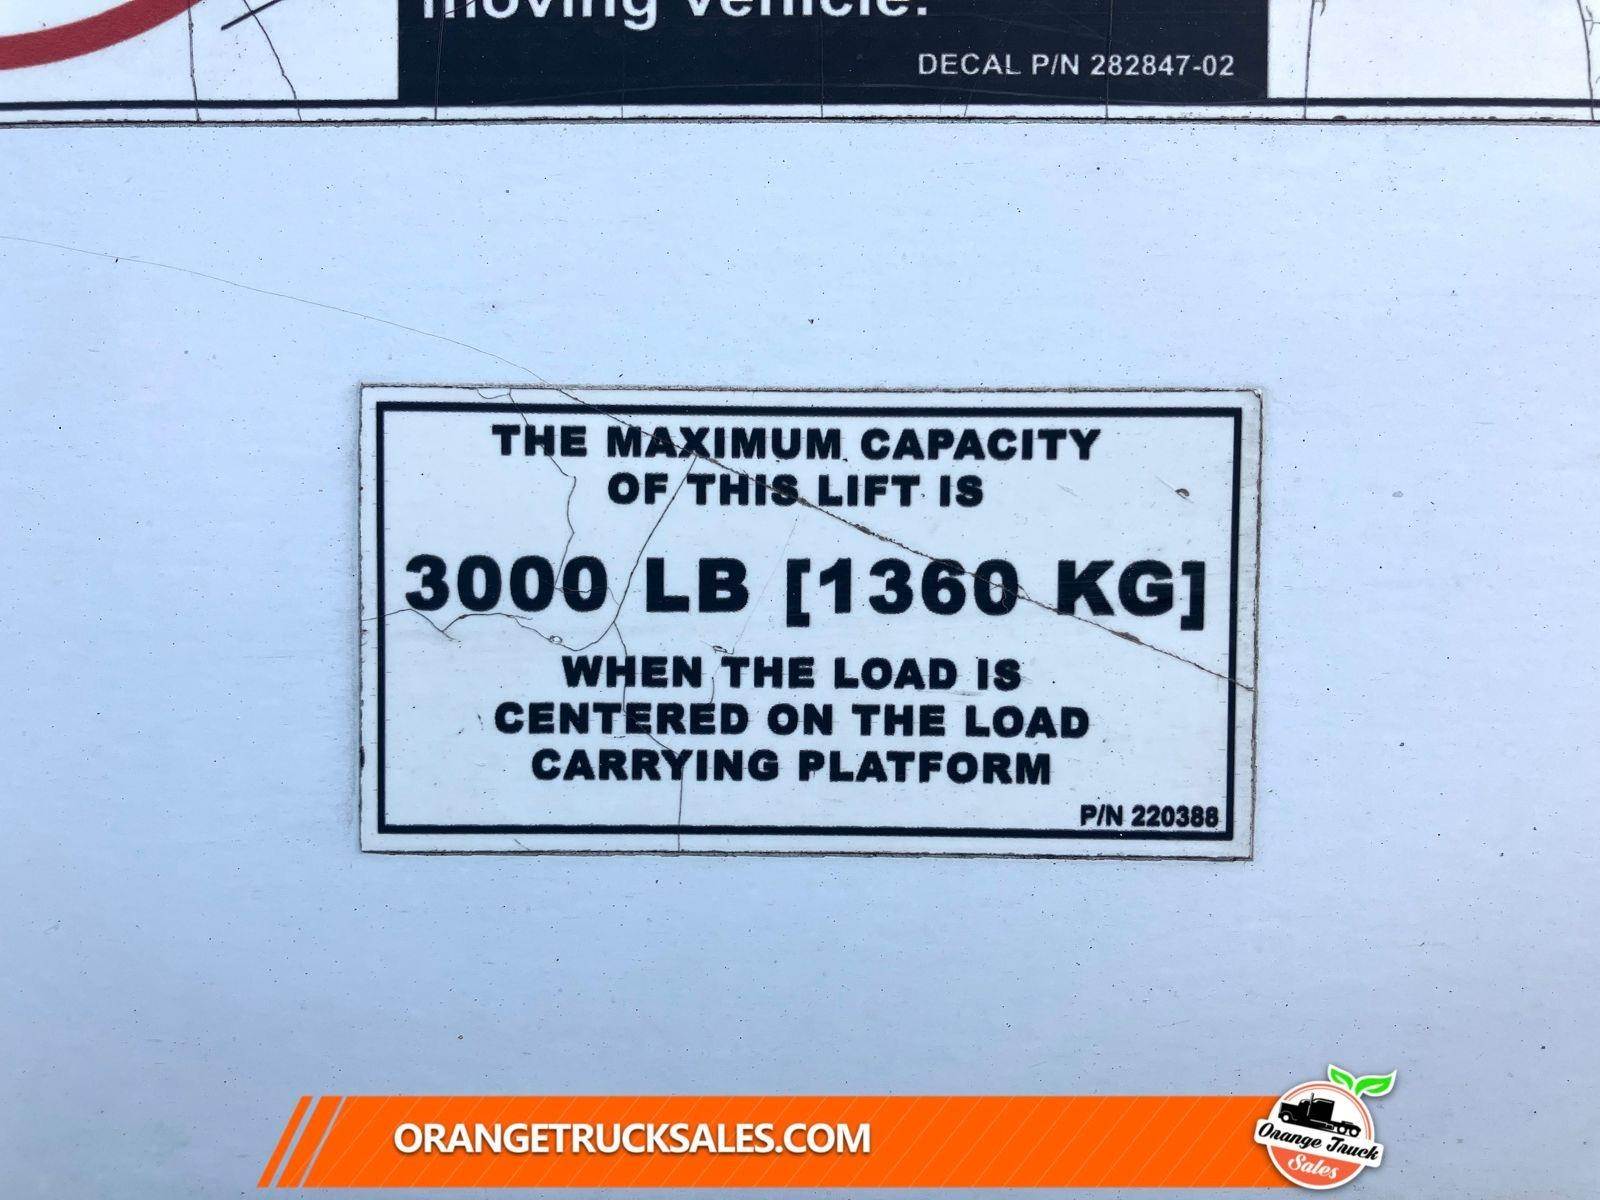 moving vehicle.
DECAL P/N 282847-02
THE MAXIMUM CAPACITY
OF THIS LIFT IS
3000 LB [1360 KG]
WHEN THE LOAD IS
CENTERED ON THE LOAD
CARRYING PLATFORM
P/N 220388
ORANGETRUCKSALES.COM
Orange Truck
Sales